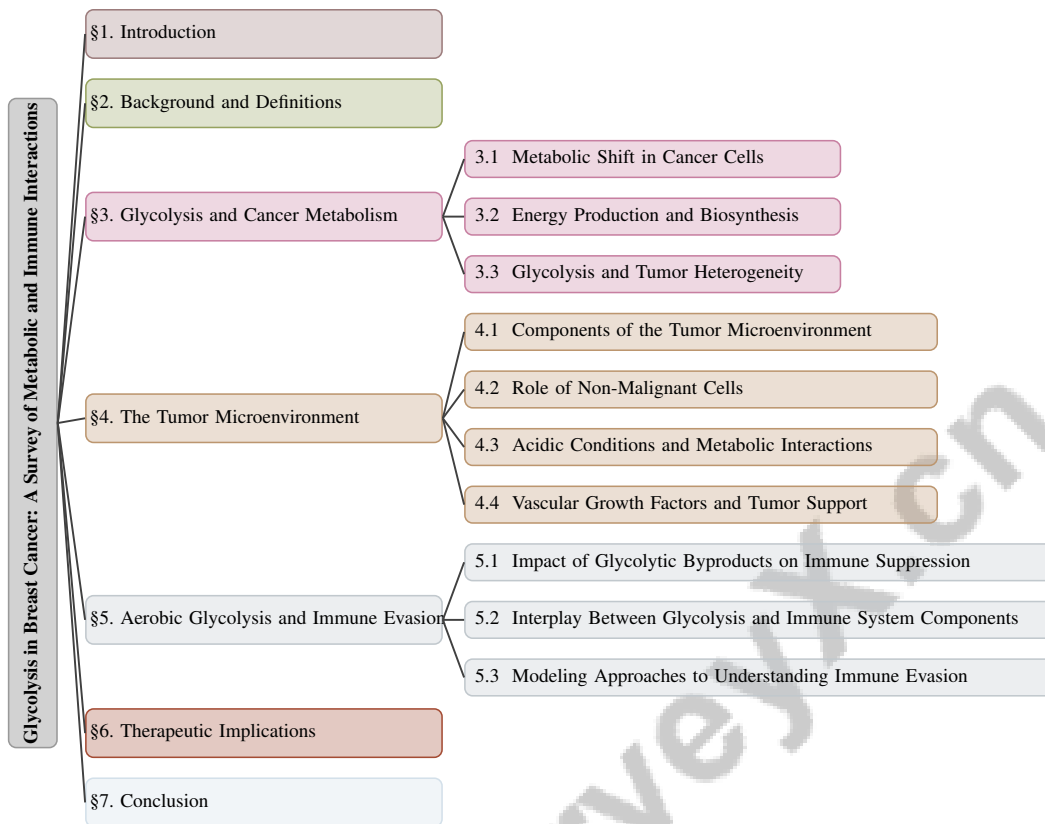 Glycolysis in Breast Cancer: A Survey of Metabolic and Immune Interactions
§1. Introduction
§2. Background and Definitions
§3. Glycolysis and Cancer Metabolism
3.1 Metabolic Shift in Cancer Cells
3.2 Energy Production and Biosynthesis
3.3 Glycolysis and Tumor Heterogeneity
§4. The Tumor Microenvironment
4.1 Components of the Tumor Microenvironment
4.2 Role of Non-Malignant Cells
4.3 Acidic Conditions and Metabolic Interactions
4.4 Vascular Growth Factors and Tumor Support
§5. Aerobic Glycolysis and Immune Evasion
5.1 Impact of Glycolytic Byproducts on Immune Suppression
5.2 Interplay Between Glycolysis and Immune System Components
5.3 Modeling Approaches to Understanding Immune Evasion
§6. Therapeutic Implications
§7. Conclusion
rveyx.cn